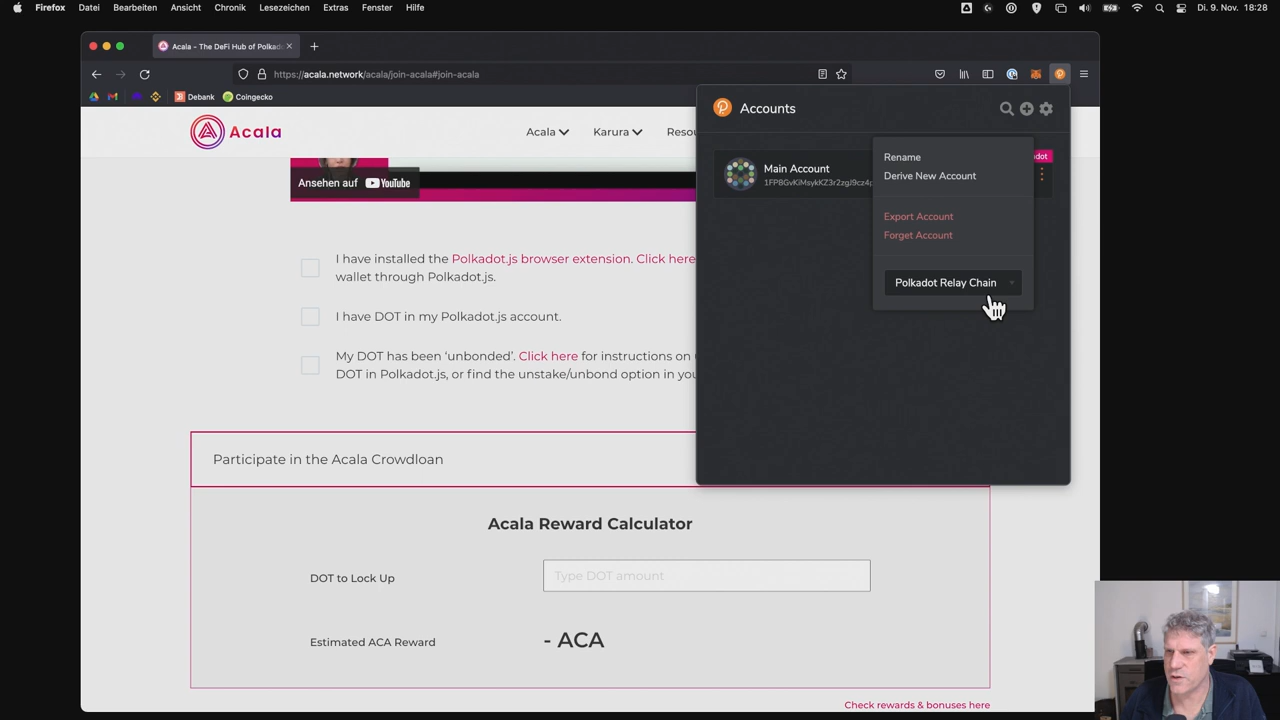 Firefox Datei Bearbeiten Ansicht Chronik Lesezeichen Extras Fenster Hilfe Di. 9. Nov. 18:28
Acala - The DeFi Hub of Polkad
https://acala.network/acala/join-acala#join-acala
Debank Coingecko
Acala
Acala Karura Resou
Accounts
Main Account
1FP8GvKiMsykKZ3r2zgJ9cz4
dot
Rename
Derive New Account
Export Account
Forget Account
Polkadot Relay Chain
Ansehen auf YouTube
I have installed the Polkadot.js browser extension. Click here
wallet through Polkadot.js.
I have DOT in my Polkadot.js account.
My DOT has been ‘unbonded’. Click here for instructions on
DOT in Polkadot.js, or find the unstake/unbond option in you
Participate in the Acala Crowdloan
Acala Reward Calculator
DOT to Lock Up
Type DOT amount
Estimated ACA Reward
- ACA
Check rewards & bonuses here